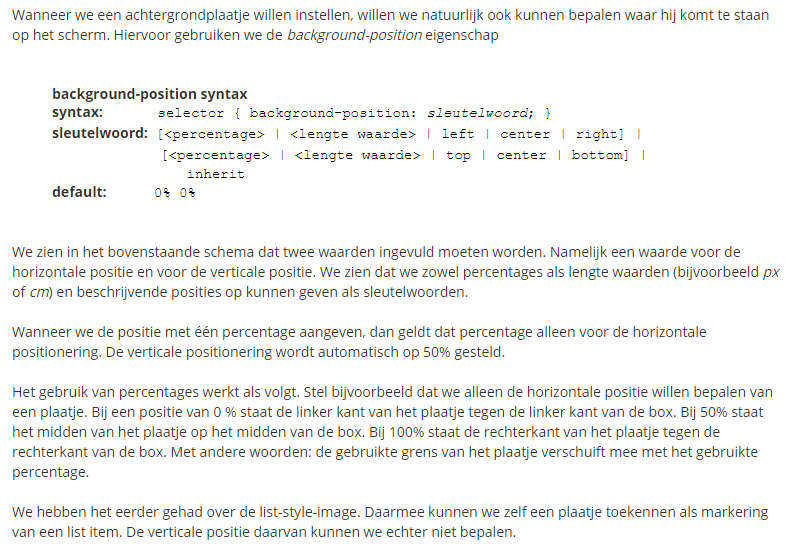 Wanneer we een achtergrondplaatje willen instellen, willen we natuurlijk ook kunnen bepalen waar hij komt te staan
op het scherm. Hiervoor gebruiken we de background-position eigenschap
background-position syntax
syntax: selector { background-position: sleutelwoord; }
sleutelwoord: [<percentage> | <lengte waarde> | left | center | right] |
[<percentage> | <lengte waarde> | top | center | bottom] |
inherit
default: 0% 0%
We zien in het bovenstaande schema dat twee waarden ingevuld moeten worden. Namelijk een waarde voor de
horizontale positie en voor de verticale positie. We zien dat we zowel percentages als lengte waarden (bijvoorbeeld px
of cm) en beschrijvende posities op kunnen geven als sleutelwoorden.
Wanneer we de positie met één percentage aangeven, dan geldt dat percentage alleen voor de horizontale
positionering. De verticale positionering wordt automatisch op 50% gesteld.
Het gebruik van percentages werkt als volgt. Stel bijvoorbeeld dat we alleen de horizontale positie willen bepalen van
een plaatje. Bij een positie van 0 % staat de linker kant van het plaatje tegen de linker kant van de box. Bij 50% staat
het midden van het plaatje op het midden van de box. Bij 100% staat de rechterkant van het plaatje tegen de
rechterkant van de box. Met andere woorden: de gebruikte grens van het plaatje verschuift mee met het gebruikte
percentage.
We hebben het eerder gehad over de list-style-image. Daarmee kunnen we zelf een plaatje toekennen als markering
van een list item. De verticale positie daarvan kunnen we echter niet bepalen.